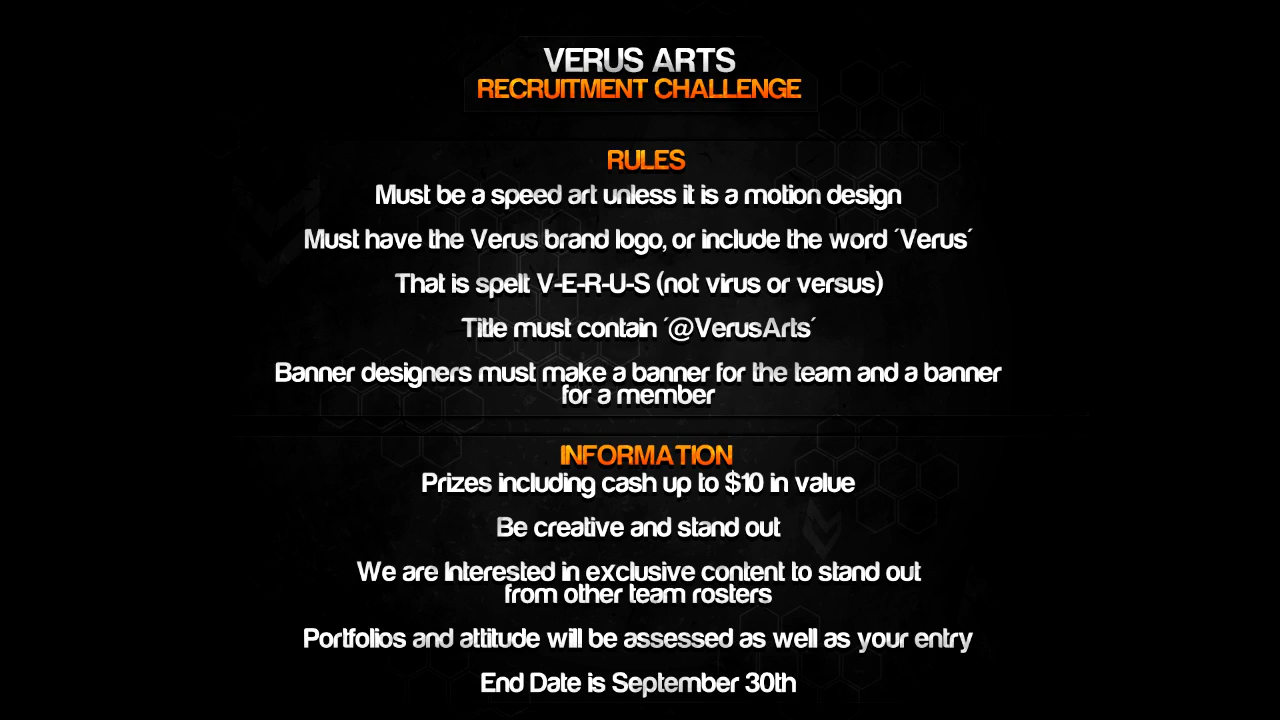 VERUS ARTS
RECRUITMENT CHALLENGE
RULES
Must be a speed art unless it is a motion design
Must have the Verus brand logo, or include the word ´Verus´
That is spelt V-E-R-U-S (not virus or versus)
Title must contain ´@VerusArts´
Banner designers must make a banner for the team and a banner
for a member
INFORMATION
Prizes including cash up to $10 in value
Be creative and stand out
We are Interested in exclusive content to stand out
from other team rosters
Portfolios and attitude will be assessed as well as your entry
End Date is September 30th